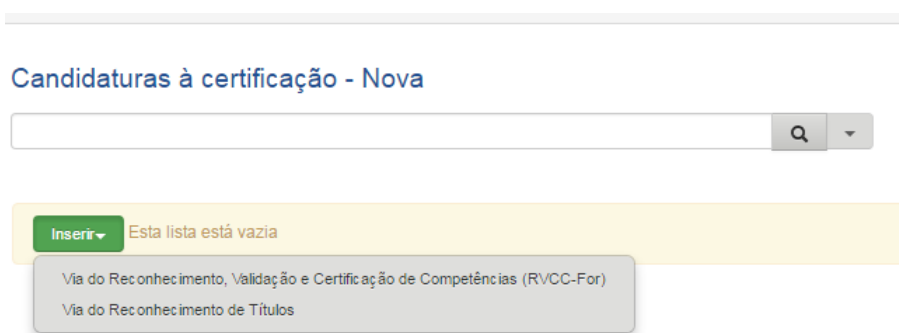 Candidaturas à certificação - Nova
Inserir Esta lista está vazia
Via do Reconhecimento, Validação e Certificação de Competências (RVCC-For)
Via do Reconhecimento de Títulos